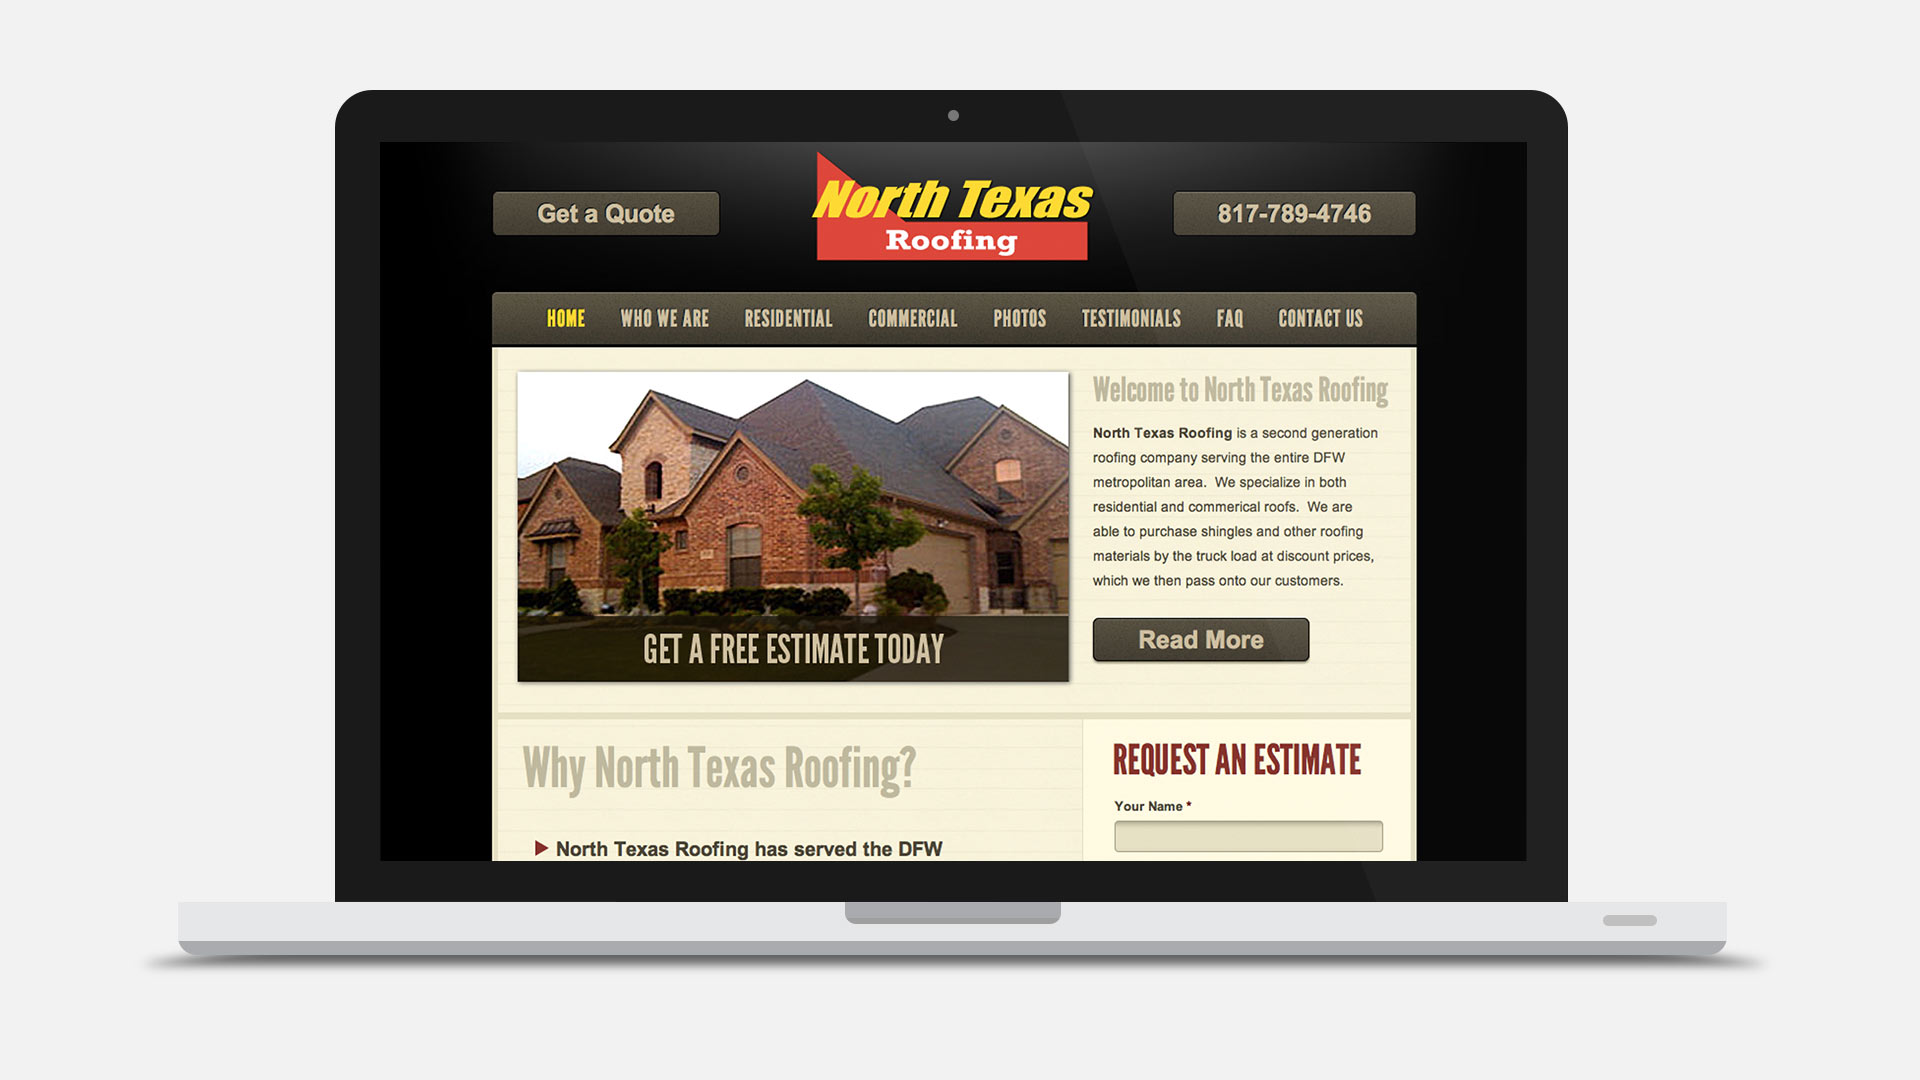 Get a Quote
North Texas
Roofing
817-789-4746
HOME WHO WE ARE RESIDENTIAL COMMERCIAL PHOTOS TESTIMONIALS FAQ CONTACT US
GET A FREE ESTIMATE TODAY
Welcome to North Texas Roofing
North Texas Roofing is a second generation
roofing company serving the entire DFW
metropolitan area. We specialize in both
residential and commerical roofs. We are
able to purchase shingles and other roofing
materials by the truck load at discount prices,
which we then pass onto our customers.
Read More
Why North Texas Roofing?
North Texas Roofing has served the DFW
REQUEST AN ESTIMATE
Your Name *